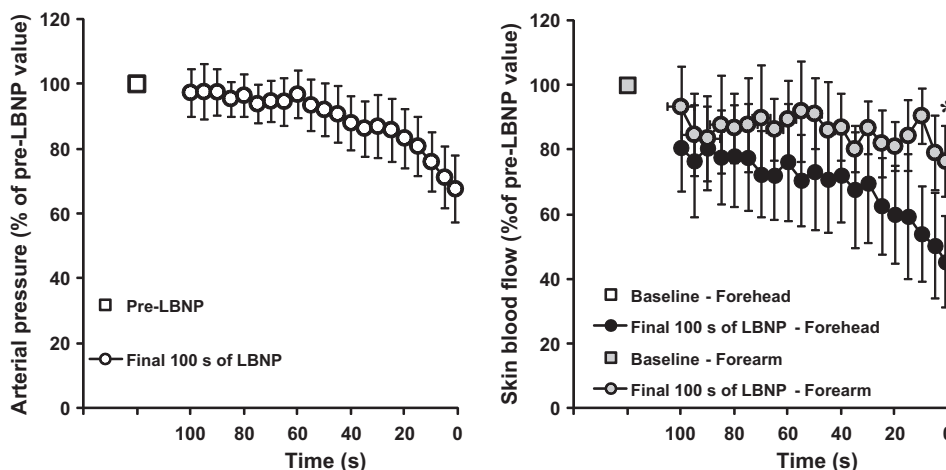 120
100
80
60
40
20
0
Arterial pressure (% of pre-LBNP value)
Pre-LBNP
Final 100 s of LBNP
100 80 60 40 20 0
Time (s)
120
100
80
60
40
20
0
Skin blood flow (%of pre-LBNP value)
*
Baseline - Forehead
Final 100 s of LBNP - Forehead
Baseline - Forearm
Final 100 s of LBNP - Forearm
100 80 60 40 20
Time (s)